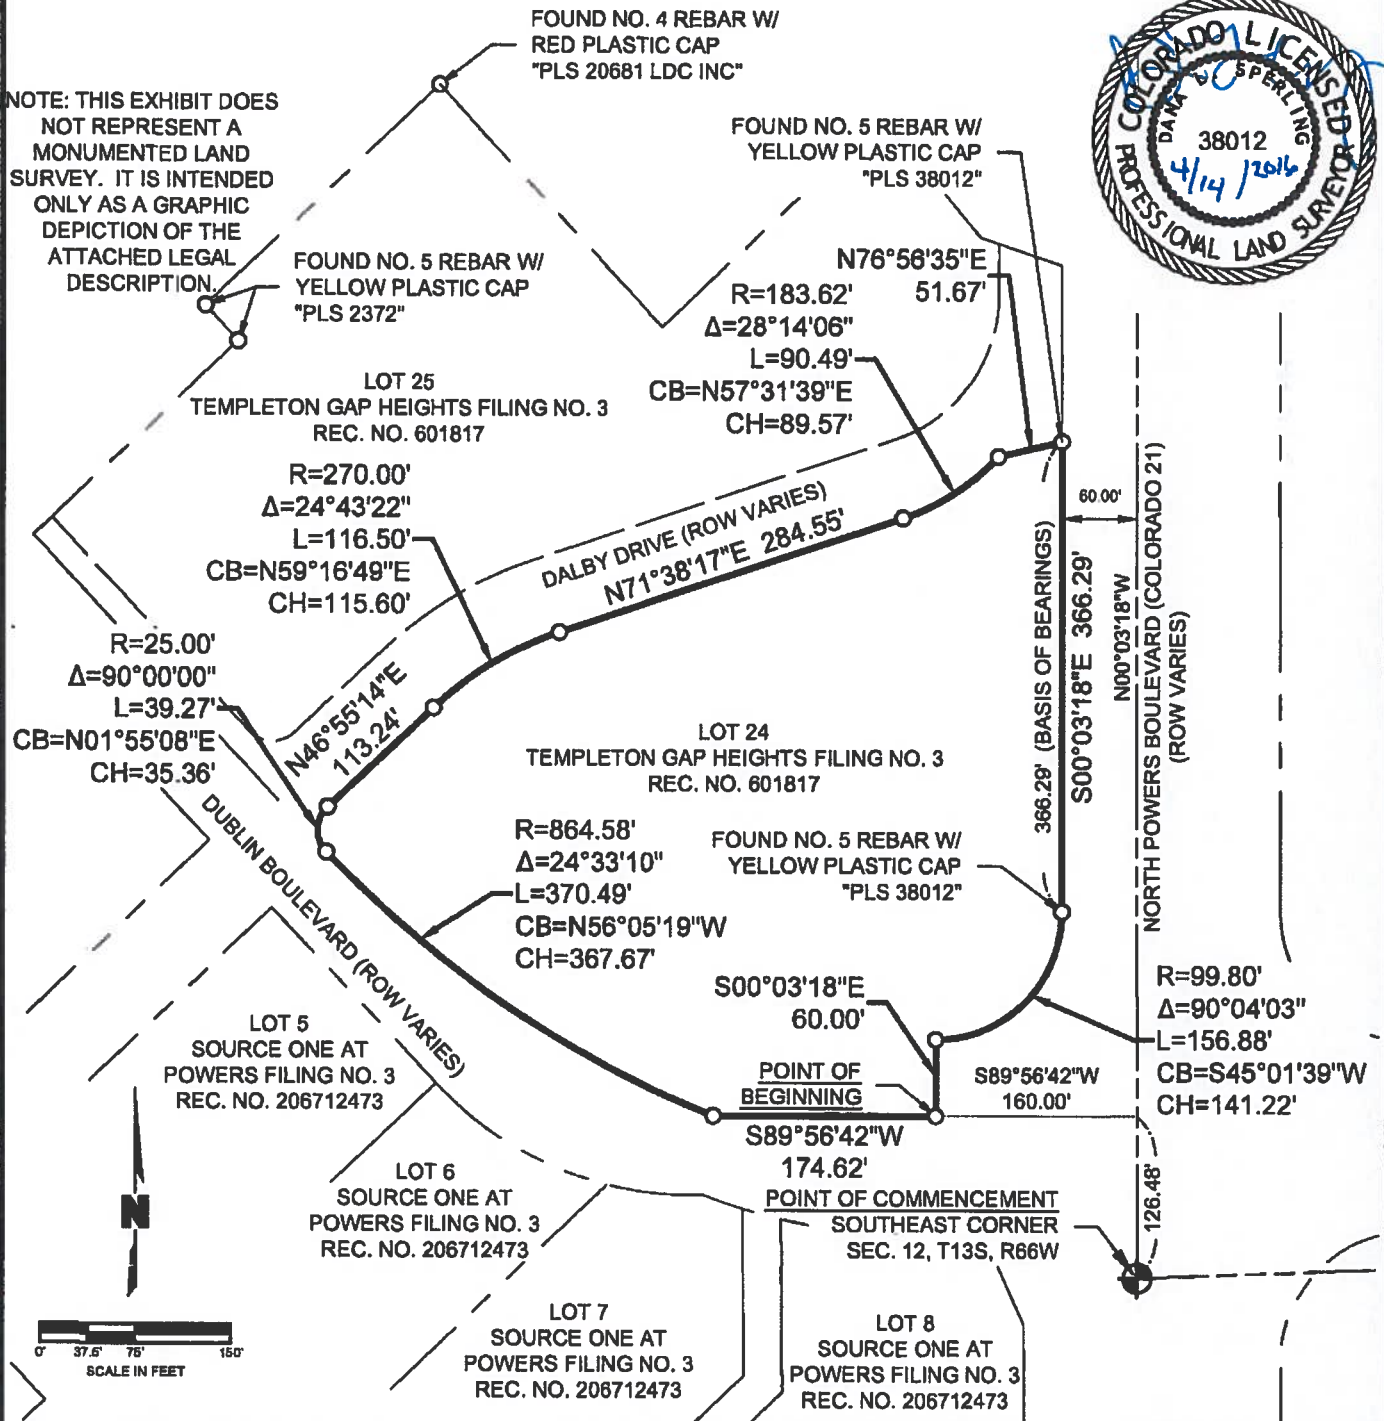 FOUND NO. 4 REBAR W/
RED PLASTIC CAP
"PLS 20681 LDC INC"
COLORADO LICENSED
PROFESSIONAL LAND SURVEYOR
DANA L. SPERLING
38012
4/14/2016
NOTE: THIS EXHIBIT DOES
NOT REPRESENT A
MONUMENTED LAND
SURVEY. IT IS INTENDED
ONLY AS A GRAPHIC
DEPICTION OF THE
ATTACHED LEGAL
DESCRIPTION.
FOUND NO. 5 REBAR W/
YELLOW PLASTIC CAP
"PLS 38012"
FOUND NO. 5 REBAR W/
YELLOW PLASTIC CAP
"PLS 2372"
N76°56'35"E
51.67'
R=183.62'
Δ=28°14'06"
L=90.49'
CB=N57°31'39"E
CH=89.57'
LOT 25
TEMPLETON GAP HEIGHTS FILING NO. 3
REC. NO. 601817
R=270.00'
Δ=24°43'22"
L=116.50'
CB=N59°16'49"E
CH=115.60'
DALBY DRIVE (ROW VARIES)
N71°38'17"E 284.55'
60.00'
366.29' (BASIS OF BEARINGS)
S00°03'18"E 366.29'
N00°03'18"W
NORTH POWERS BOULEVARD (COLORADO 21)
(ROW VARIES)
R=25.00'
Δ=90°00'00"
L=39.27'
CB=N01°55'08"E
CH=35.36'
N46°55'14"E
113.24'
LOT 24
TEMPLETON GAP HEIGHTS FILING NO. 3
REC. NO. 601817
DUBLIN BOULEVARD (ROW VARIES)
R=864.58'
Δ=24°33'10"
L=370.49'
CB=N56°05'19"W
CH=367.67'
FOUND NO. 5 REBAR W/
YELLOW PLASTIC CAP
"PLS 38012"
S00°03'18"E
60.00'
R=99.80'
Δ=90°04'03"
L=156.88'
CB=S45°01'39"W
CH=141.22'
LOT 5
SOURCE ONE AT
POWERS FILING NO. 3
REC. NO. 206712473
POINT OF
BEGINNING
S89°56'42"W
160.00'
S89°56'42"W
174.62'
126.48'
LOT 6
SOURCE ONE AT
POWERS FILING NO. 3
REC. NO. 206712473
POINT OF COMMENCEMENT
SOUTHEAST CORNER
SEC. 12, T13S, R66W
N
LOT 7
SOURCE ONE AT
POWERS FILING NO. 3
REC. NO. 206712473
LOT 8
SOURCE ONE AT
POWERS FILING NO. 3
REC. NO. 206712473
0' 37.5' 75' 150'
SCALE IN FEET